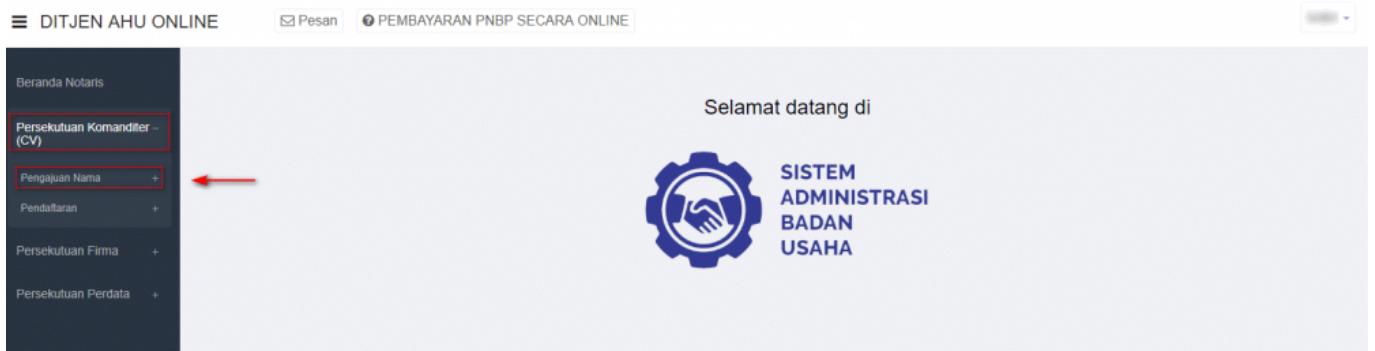 DITJEN AHU ONLINE
Pesan
PEMBAYARAN PNBP SECARA ONLINE
Beranda Notaris
Persekutuan Komanditer –
(CV)
Pengajuan Nama +
Pendaftaran +
Persekutuan Firma +
Persekutuan Perdata +
Selamat datang di
SISTEM
ADMINISTRASI
BADAN
USAHA